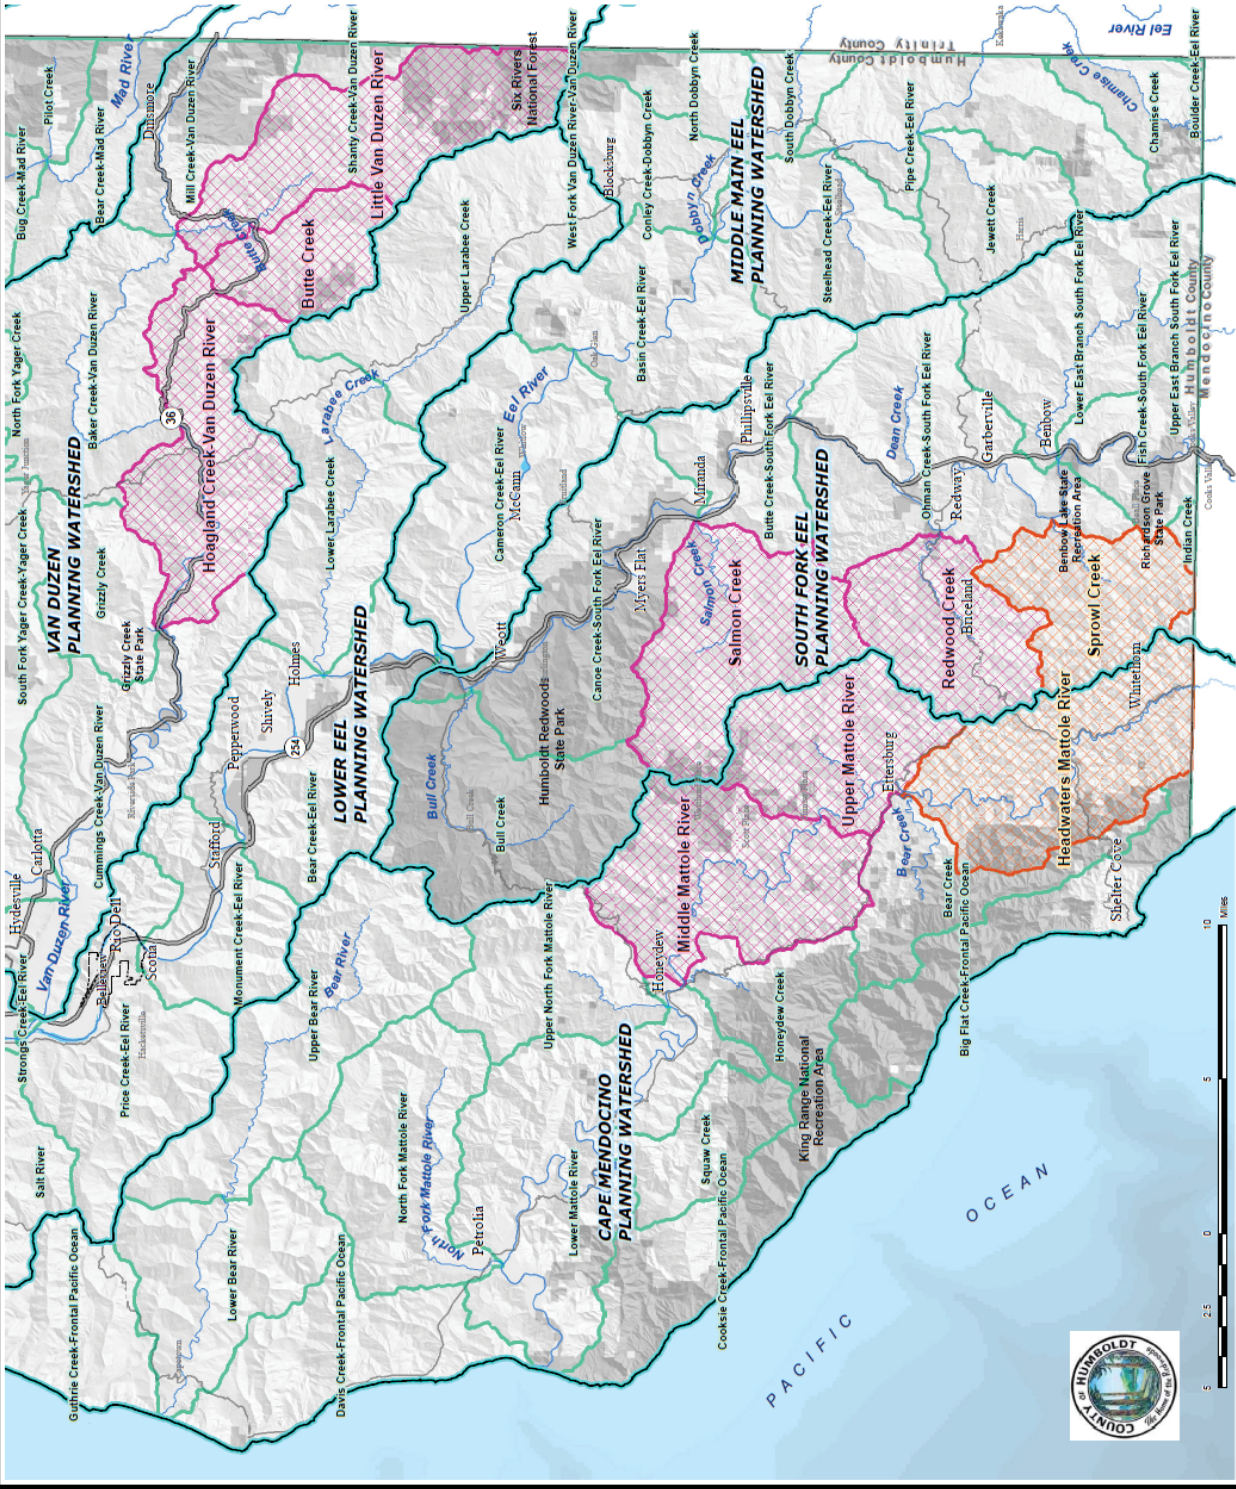 Bug Creek-Mad River
Pilot Creek
Bear Creek-Mad River
Mad River
Dinsmore
Mill Creek-Van Duzen River
Shanty Creek-Van Duzen River
Little Van Duzen River
Six Rivers
National Forest
West Fork Van Duzen River-Van Duzen River
Butte Creek
Butte Creek
North Fork Yager Creek
Baker Creek-Van Duzen River
36
Hoagland Creek-Van Duzen River
VAN DUZEN
PLANNING WATERSHED
South Fork Yager Creek-Yager Creek
Grizzly Creek
Grizzly Creek
State Park
Cummings Creek-Van Duzen River
Riverside Park
Carlotta
Hydesville
Van Duzen River
Strongs Creek-Eel River
Rio Dell
Bellevi­ew
Scotia
Price Creek-Eel River
Monument Creek-Eel River
Stafford
Pepperwood
Shively
Holmes
254
Bear Creek-Eel River
LOWER EEL
PLANNING WATERSHED
Lower Larabee Creek
Larabee Creek
Upper Larabee Creek
Blocksburg
Conley Creek-Dobbyn Creek
North Dobbyn Creek
South Dobbyn Creek
Dobbyn Creek
MIDDLE MAIN EEL
PLANNING WATERSHED
Trinity County
Humboldt County
Eel River
Chamise Creek
Chamise Creek
Boulder Creek-Eel River
Pipe Creek-Eel River
Steelhead Creek-Eel River
Jewett Creek
Harris
Basin Creek-Eel River
Eel River
Cameron Creek-Eel River
McCann
Phillipsville
Miranda
Myers Flat
Weott
Butte Creek-South Fork Eel River
Canoe Creek-South Fork Eel River
Dean Creek
Ohman Creek-South Fork Eel River
Redway
Garberville
Benbow
Lower East Branch South Fork Eel River
Upper East Branch South Fork Eel River
Fish Creek-South Fork Eel River
Humboldt County
Mendocino County
Cooks Valley
Benbow Lake State
Recreation Area
Richardson Grove
State Park
Indian Creek
Sprowl Creek
SOUTH FORK EEL
PLANNING WATERSHED
Salmon Creek
Salmon Creek
Redwood Creek
Briceland
Humboldt Redwoods
State Park
Bull Creek
Bull Creek
Bull Creek
Upper Mattole River
Middle Mattole River
Headwaters Mattole River
Whitethorn
Ettersburg
Bear Creek
Bear Creek
Shelter Cove
Big Flat Creek-Frontal Pacific Ocean
Honeydew
Honeydew Creek
King Range National
Recreation Area
Upper North Fork Mattole River
Upper Bear River
Bear River
CAPE MENDOCINO
PLANNING WATERSHED
Squaw Creek
Cooksie Creek-Frontal Pacific Ocean
Lower Mattole River
North Fork Mattole River
North Fork Mattole River
Petrolia
Salt River
Lower Bear River
Guthrie Creek-Frontal Pacific Ocean
Davis Creek-Frontal Pacific Ocean
PACIFIC OCEAN
5 2.5 0 5 10
Miles
COUNTY OF HUMBOLDT